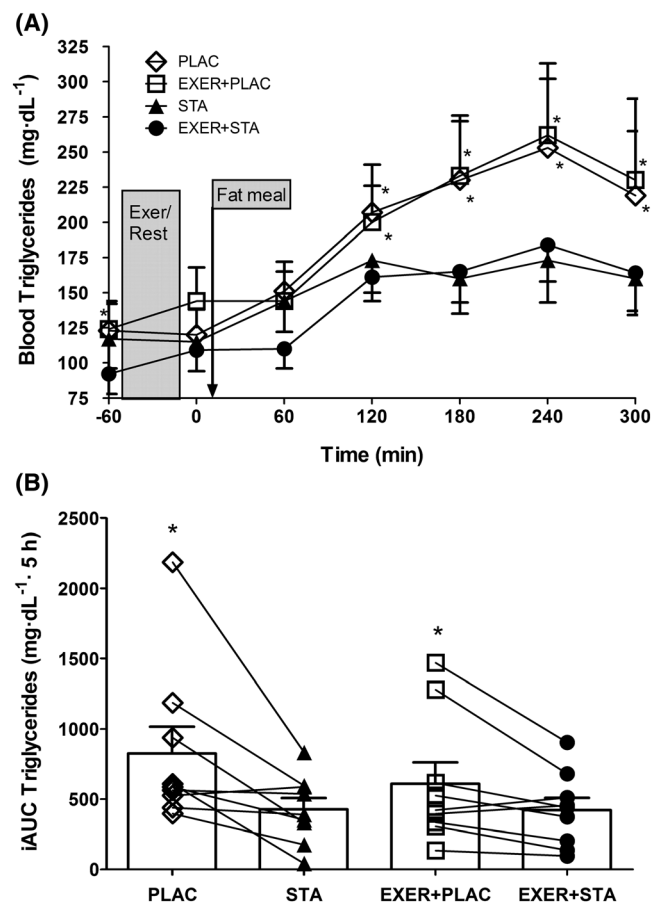 (A)
Blood Triglycerides (mg·dL⁻¹)
325
300
275
250
225
200
175
150
125
100
75
PLAC
EXER+PLAC
STA
EXER+STA
Exer/
Rest
Fat meal
*
*
*
*
*
*
*
*
*
-60 0 60 120 180 240 300
Time (min)
(B)
iAUC Triglycerides (mg·dL⁻¹· 5 h)
2500
2000
1500
1000
500
0
*
*
PLAC STA EXER+PLAC EXER+STA